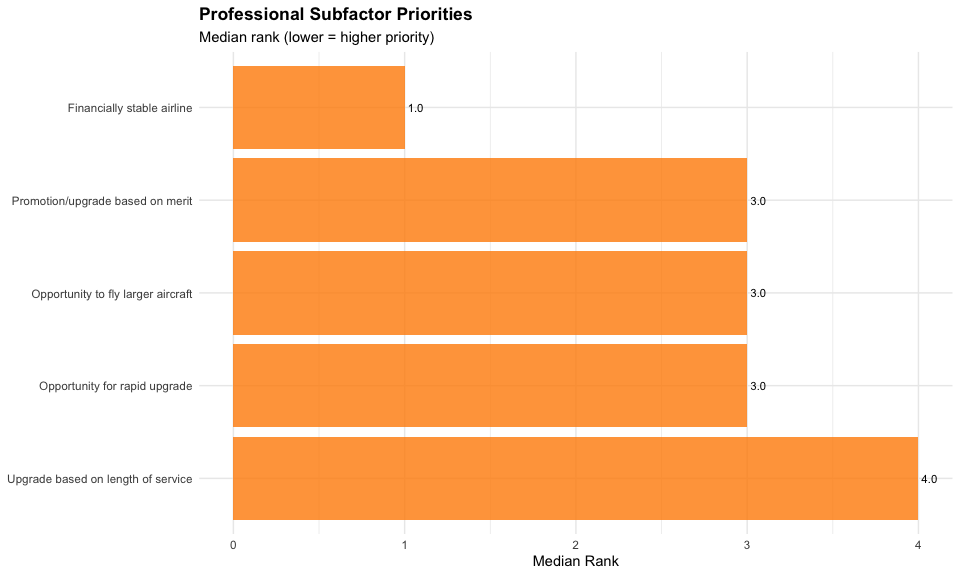 Professional Subfactor Priorities
Median rank (lower = higher priority)
Financially stable airline
1.0
Promotion/upgrade based on merit
3.0
Opportunity to fly larger aircraft
3.0
Opportunity for rapid upgrade
3.0
Upgrade based on length of service
4.0
0 1 2 3 4
Median Rank